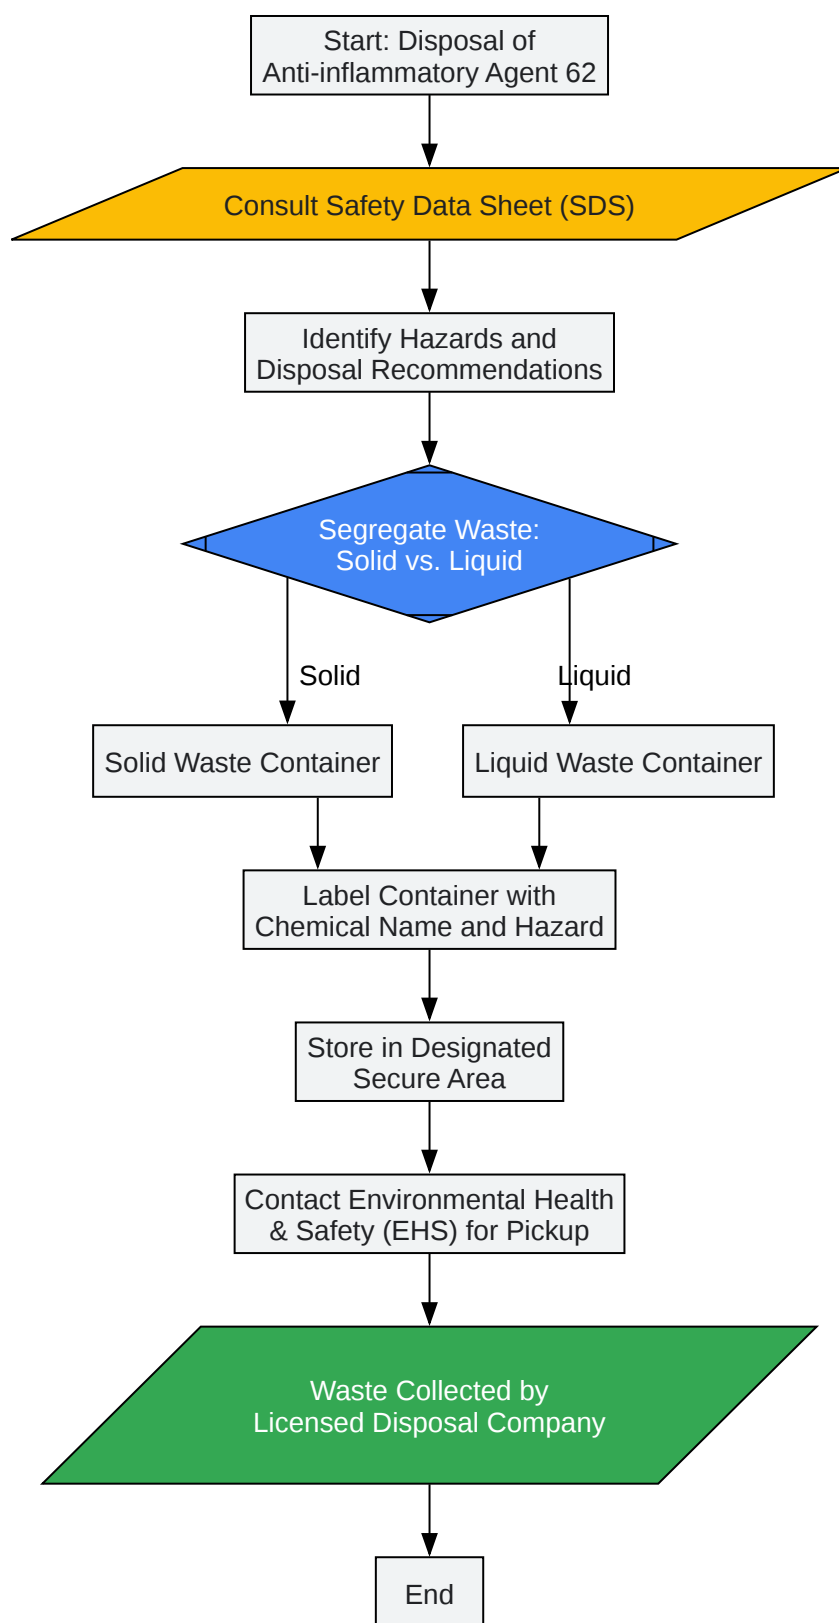 Start: Disposal of
Anti-inflammatory Agent 62
Consult Safety Data Sheet (SDS)
Identify Hazards and
Disposal Recommendations
Segregate Waste:
Solid vs. Liquid
Solid
Liquid
Solid Waste Container
Liquid Waste Container
Label Container with
Chemical Name and Hazard
Store in Designated
Secure Area
Contact Environmental Health
& Safety (EHS) for Pickup
Waste Collected by
Licensed Disposal Company
End